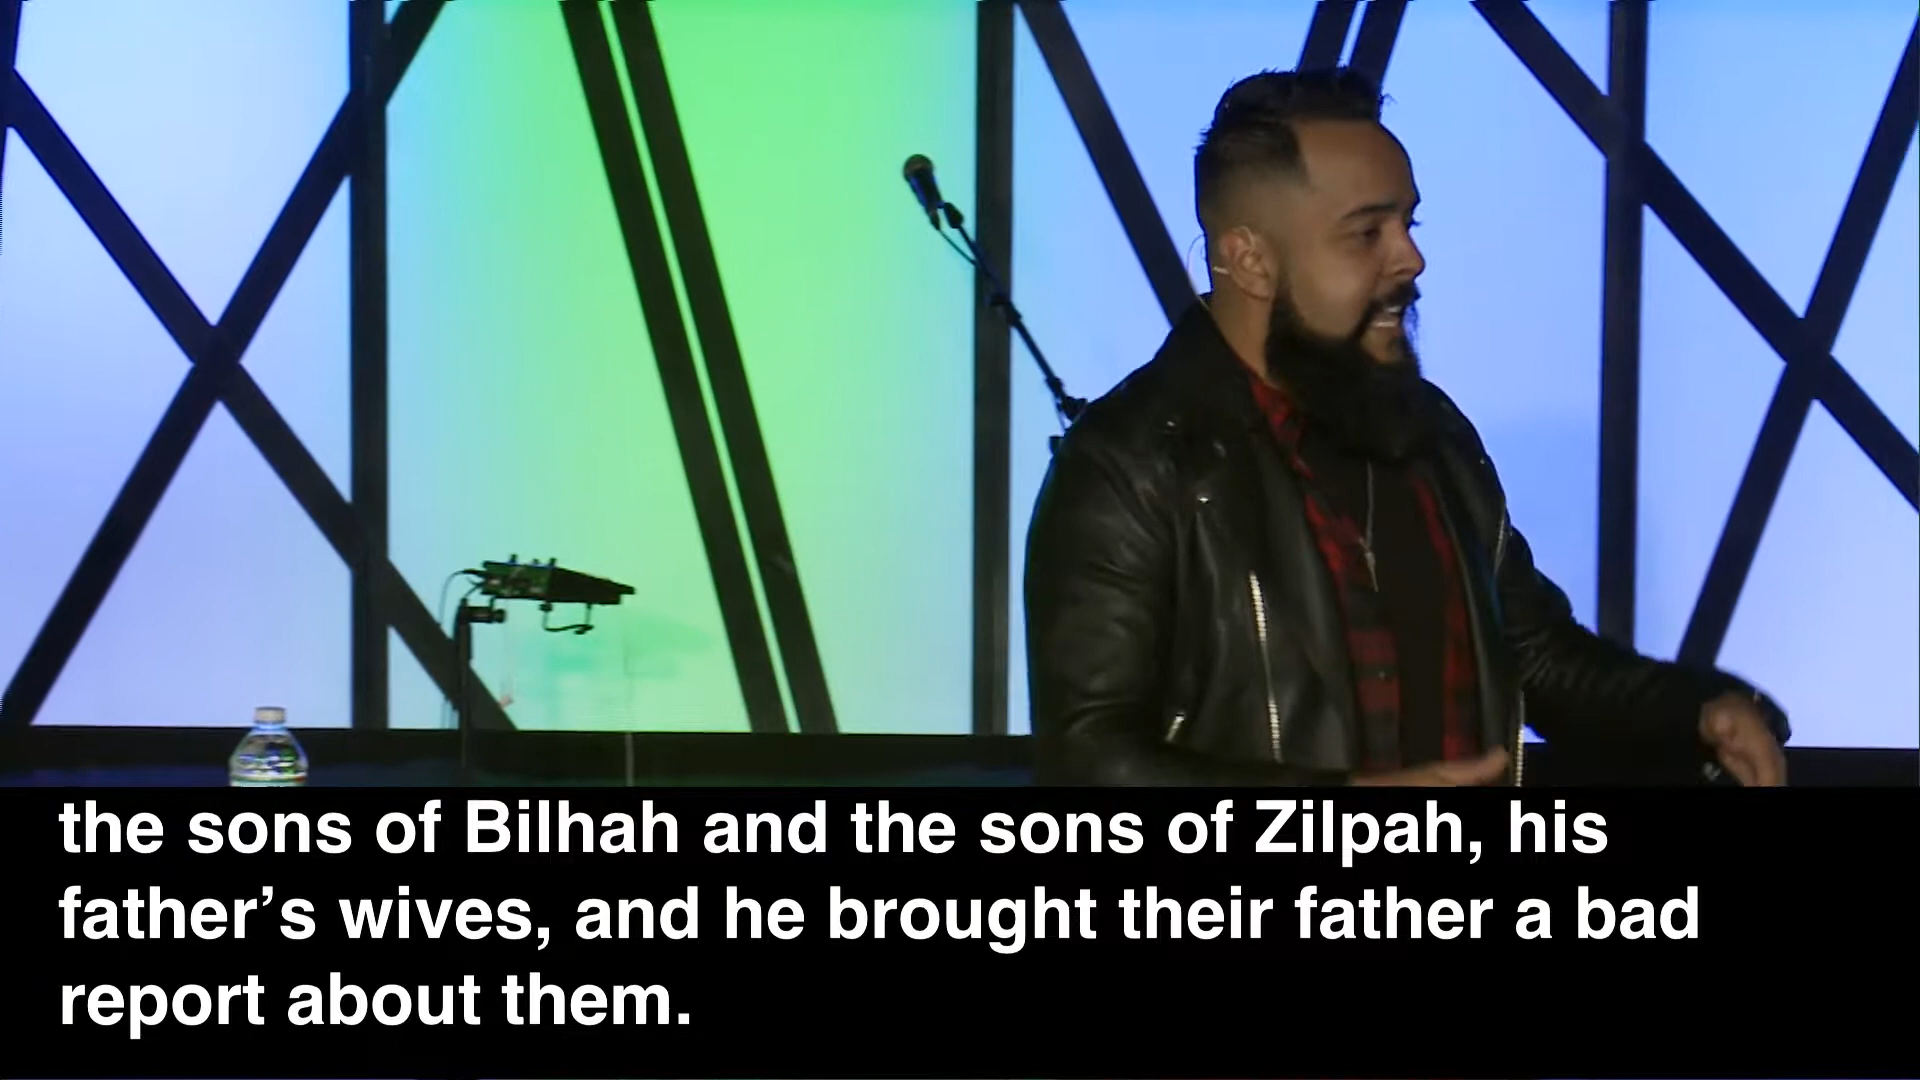 the sons of Bilhah and the sons of Zilpah, his
father’s wives, and he brought their father a bad
report about them.